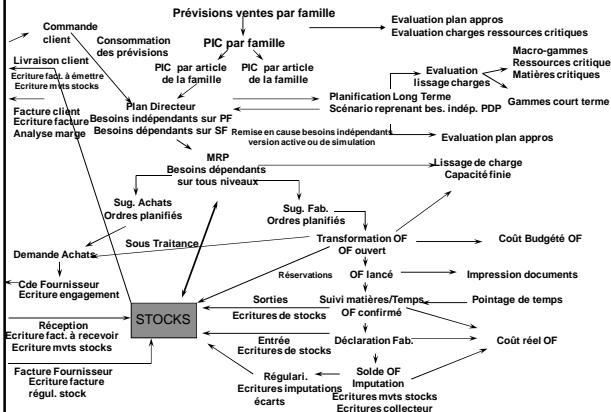 Prévisions ventes par famille
Commande
client
Consommation
des prévisions
PIC par famille
Evaluation plan appros
Evaluation charges ressources critiques
Livraison client
Ecriture fact. à émettre
Ecriture mvts stocks
PIC par article
de la famille
PIC par article
de la famille
Evaluation
lissage charges
Macro-gammes
Ressources critique
Matières critiques
Gammes court terme
Facture client
Ecriture facture
Analyse marge
Plan Directeur
Besoins indépendants sur PF
Besoins dépendants sur SF
Planification Long Terme
Scénario reprenant bes. indép. PDP
Remise en cause besoins indépendants
version active ou de simulation
Evaluation plan appros
MRP
Besoins dépendants
sur tous niveaux
Lissage de charge
Capacité finie
Sug. Achats
Ordres planifiés
Sug. Fab.
Ordres planifiés
Demande Achats
Sous Traitance
Transformation OF
OF ouvert
Coût Budgété OF
Cde Fournisseur
Ecriture engagement
Réservations
OF lancé
Impression documents
STOCKS
Sorties
Ecritures de stocks
Suivi matières/Temps
OF confirmé
Pointage de temps
Réception
Ecriture fact. à recevoir
Ecriture mvts stocks
Entrée
Ecritures de stocks
Déclaration Fab.
Coût réel OF
Facture Fournisseur
Ecriture facture
régul. stock
Régulari.
Ecritures imputations
écarts
Solde OF
Imputation
Ecritures mvts stocks
Ecritures collecteur